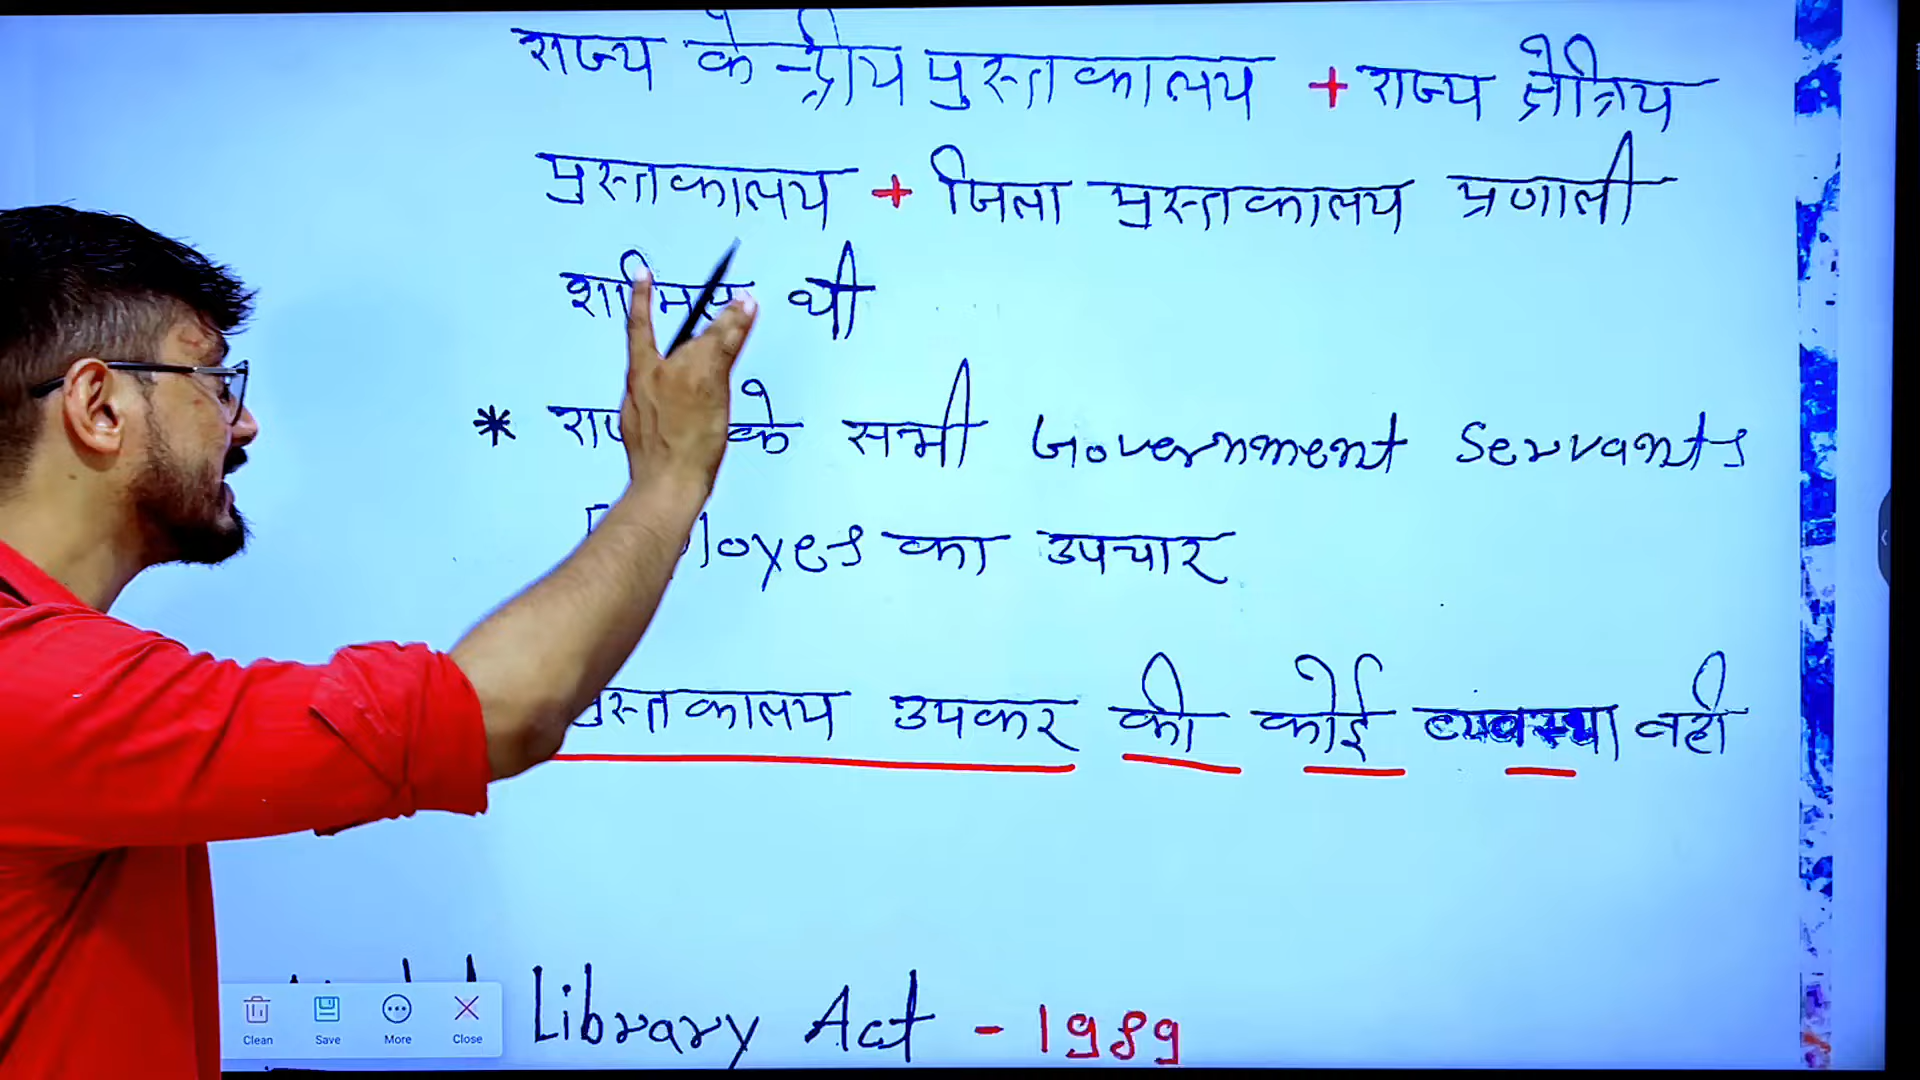 राज्य केन्द्रीय पुस्तकालय + राज्य क्षेत्रिय
पुस्तकालय + जिला पुस्तकालय प्रणाली
शामिल थी
* के सभी Government Servants
का उपचार
पुस्तकालय उपकर की कोई व्यवस्था नही
Library Act - 1989
Clean Save More Close